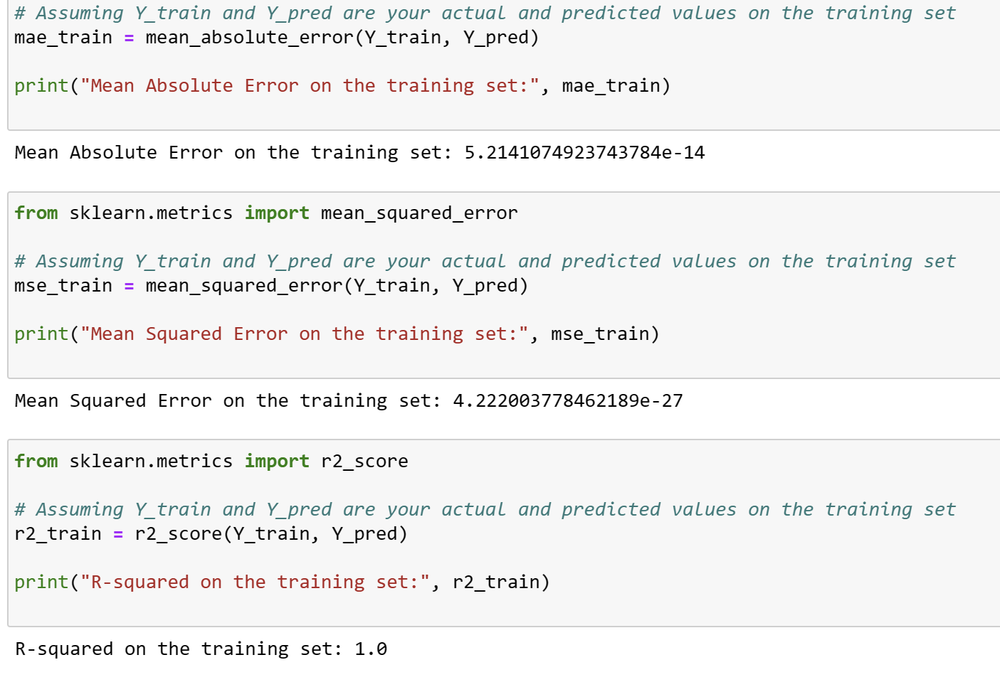 # Assuming Y_train and Y_pred are your actual and predicted values on the training set
mae_train = mean_absolute_error(Y_train, Y_pred)
print("Mean Absolute Error on the training set:", mae_train)
Mean Absolute Error on the training set: 5.2141074923743784e-14
from sklearn.metrics import mean_squared_error
# Assuming Y_train and Y_pred are your actual and predicted values on the training set
mse_train = mean_squared_error(Y_train, Y_pred)
print("Mean Squared Error on the training set:", mse_train)
Mean Squared Error on the training set: 4.222003778462189e-27
from sklearn.metrics import r2_score
# Assuming Y_train and Y_pred are your actual and predicted values on the training set
r2_train = r2_score(Y_train, Y_pred)
print("R-squared on the training set:", r2_train)
R-squared on the training set: 1.0